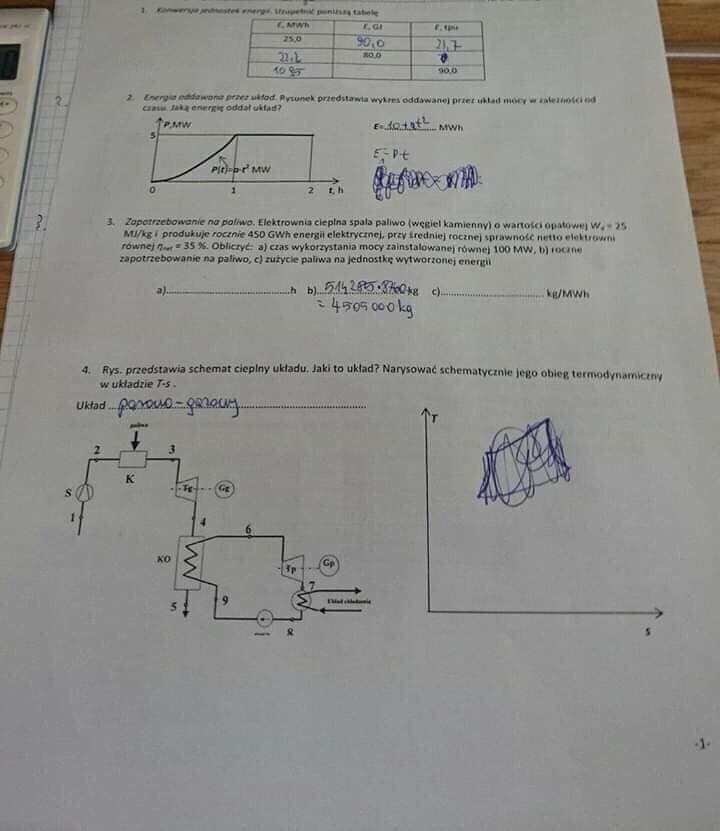 1. Konwersja jednostek energii. Uzupełnić poniższą tabelę
E, MWh E, GJ E, tpu
25,0 90,0 21,7
22,2 80,0
1025 90,0
2. Energia oddawana przez układ. Rysunek przedstawia wykres oddawanej przez układ mocy w zależności od
czasu. Jaką energię oddał układ?
P,MW
5
P(t)=a·t² MW
0 1 2 t, h
E= 10+at² MWh
E=P·t
3. Zapotrzebowanie na paliwo. Elektrownia cieplna spala paliwo (węgiel kamienny) o wartości opałowej Wd = 25
MJ/kg i produkuje rocznie 450 GWh energii elektrycznej, przy średniej rocznej sprawność netto elektrowni
równej ηnet = 35 %. Obliczyć: a) czas wykorzystania mocy zainstalowanej równej 100 MW, b) roczne
zapotrzebowanie na paliwo, c) zużycie paliwa na jednostkę wytworzonej energii
a)...h b) 514285·8760 kg c)...kg/MWh
= 4505000 kg
4. Rys. przedstawia schemat cieplny układu. Jaki to układ? Narysować schematycznie jego obieg termodynamiczny
w układzie T-s .
Układ ...parowo-gazowy...
paliwo
2 3
K
S
Tg Gg
1
4
6
KO
Tp Gp
7
5
9
Układ chłodzenia
8
T
s
-1-